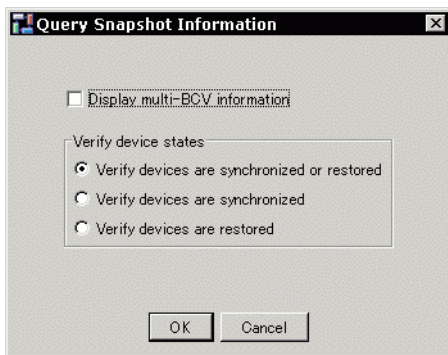 Query Snapshot Information
Display multi-BCV information
Verify device states
Verify devices are synchronized or restored
Verify devices are synchronized
Verify devices are restored
OK
Cancel